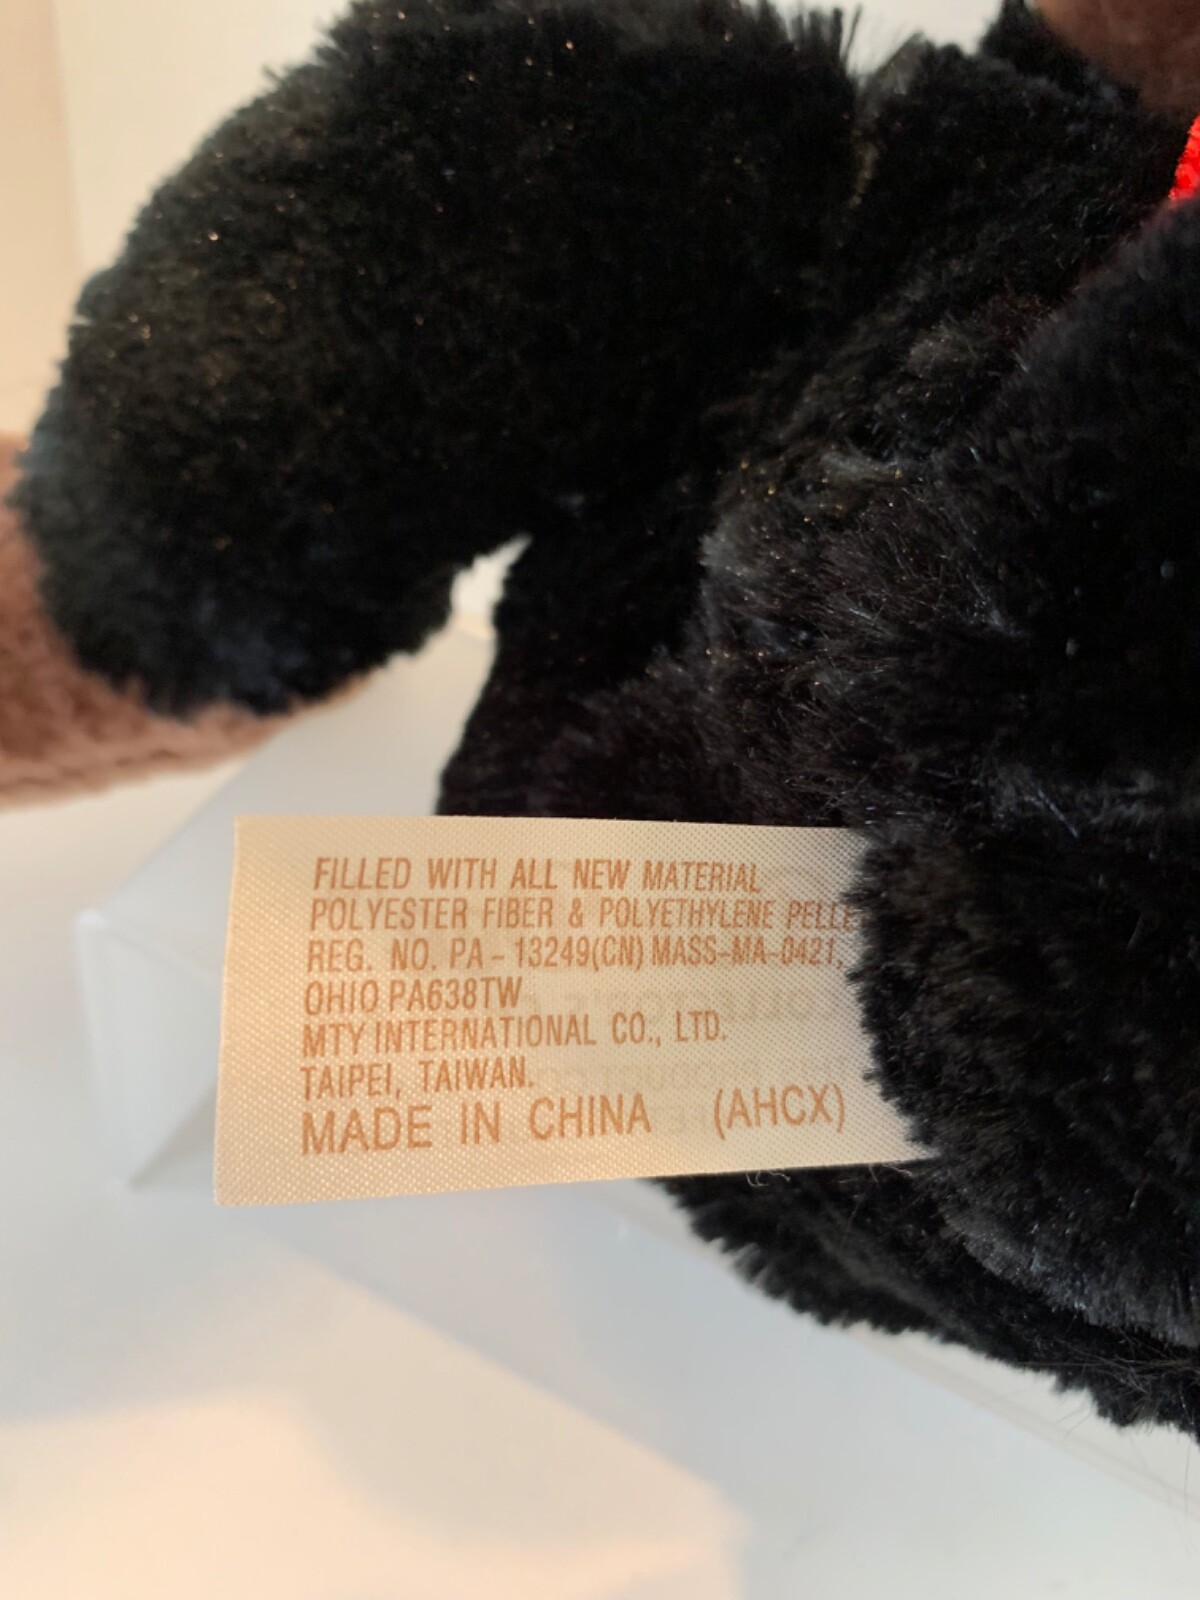 FILLED WITH ALL NEW MATERIAL
POLYESTER FIBER & POLYETHYLENE PELLE
REG. NO. PA-13249(CN) MASS-MA-0421,
OHIO PA638TW
MTY INTERNATIONAL CO., LTD.
TAIPEI, TAIWAN.
MADE IN CHINA (AHCX)